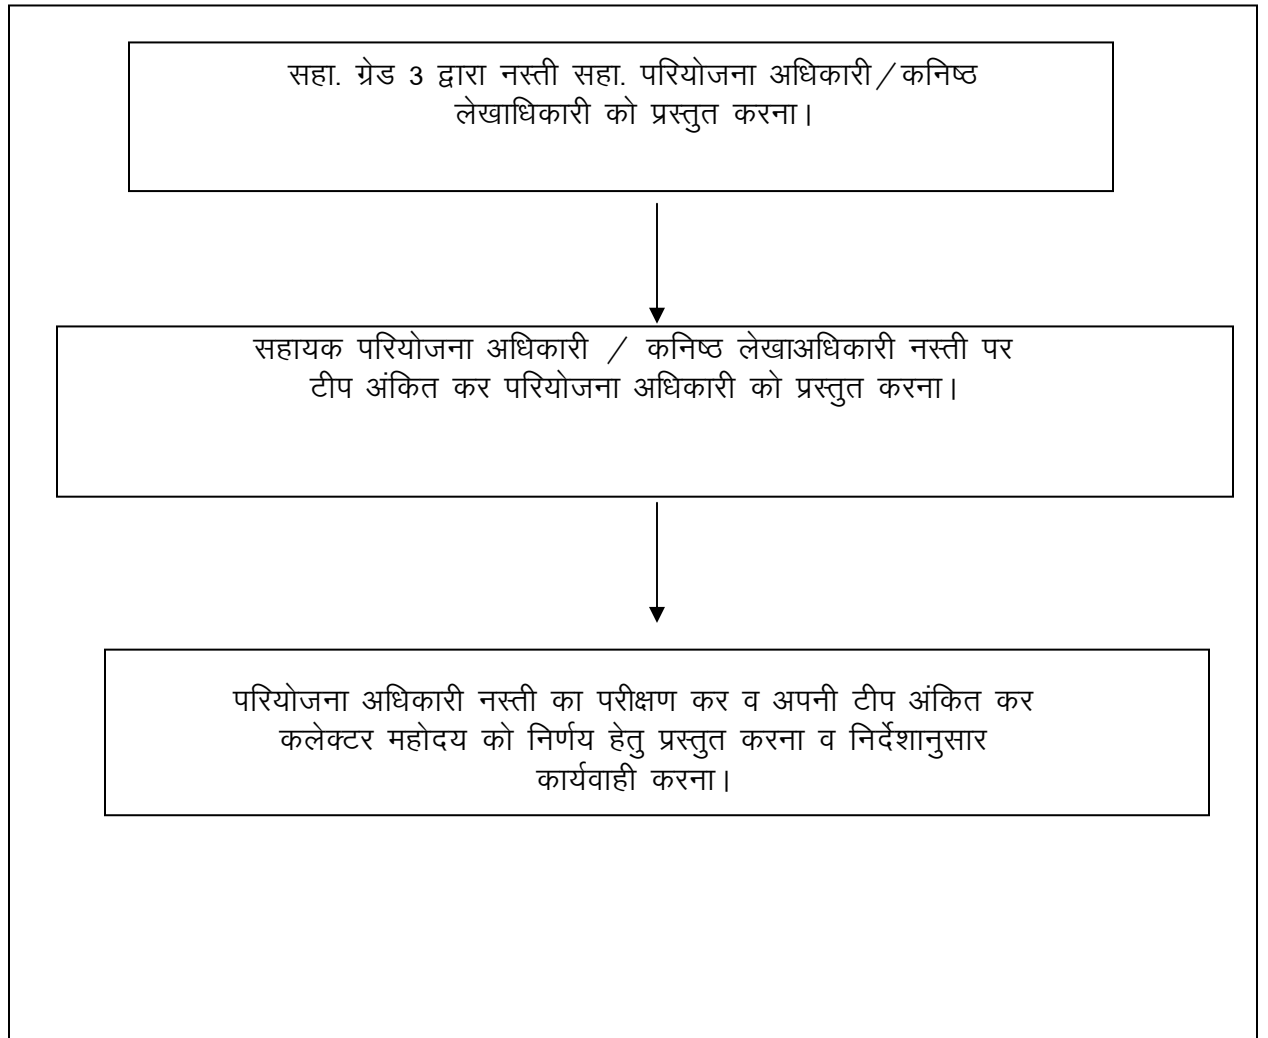 सहा. ग्रेड 3 द्वारा नस्ती सहा. परियोजना अधिकारी/कनिष्ठ
लेखाधिकारी को प्रस्तुत करना।
सहायक परियोजना अधिकारी / कनिष्ठ लेखाअधिकारी नस्ती पर
टीप अंकित कर परियोजना अधिकारी को प्रस्तुत करना।
परियोजना अधिकारी नस्ती का परीक्षण कर व अपनी टीप अंकित कर
कलेक्टर महोदय को निर्णय हेतु प्रस्तुत करना व निर्देशानुसार
कार्यवाही करना।